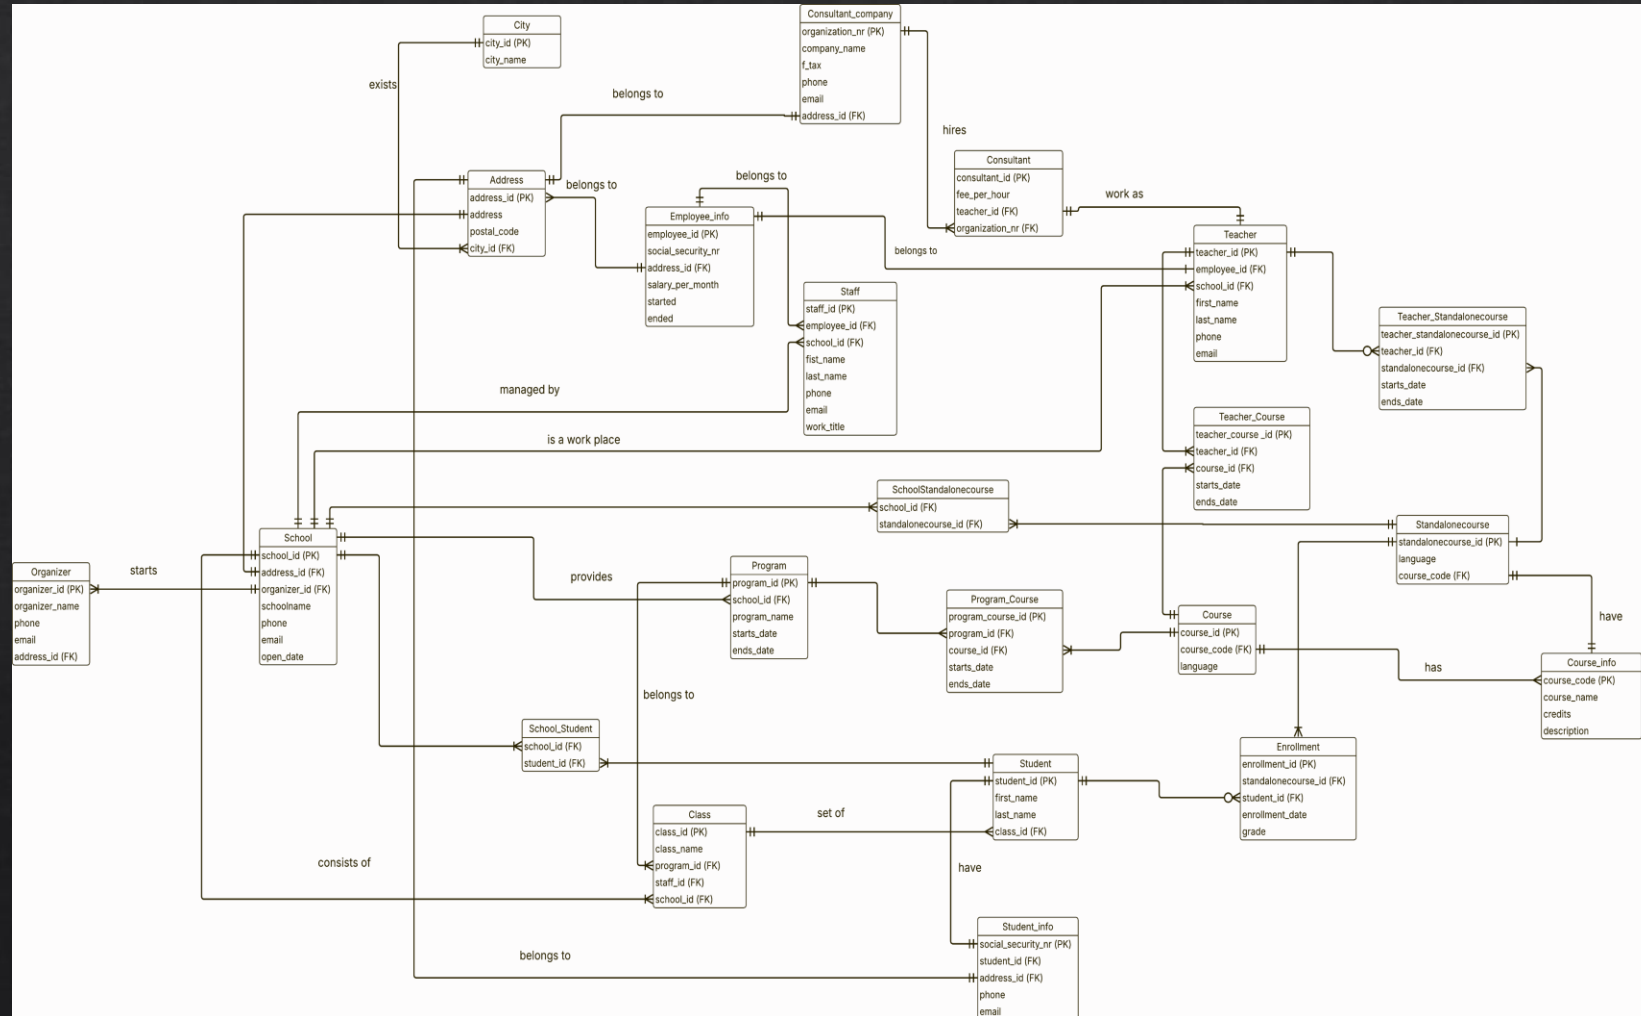 City
city_id (PK)
city_name
exists
Consultant_company
organization_nr (PK)
company_name
f_tax
phone
email
address_id (FK)
belongs to
hires
Consultant
consultant_id (PK)
fee_per_hour
teacher_id (FK)
organization_nr (FK)
work as
Address
address_id (PK)
address
postal_code
city_id (FK)
belongs to
belongs to
Employee_info
employee_id (PK)
social_security_nr
address_id (FK)
salary_per_month
started
ended
belongs to
Teacher
teacher_id (PK)
employee_id (FK)
school_id (FK)
first_name
last_name
phone
email
Staff
staff_id (PK)
employee_id (FK)
school_id (FK)
fist_name
last_name
phone
email
work_title
Teacher_Standalonecourse
teacher_standalonecourse_id (PK)
teacher_id (FK)
standalonecourse_id (FK)
starts_date
ends_date
managed by
is a work place
Teacher_Course
teacher_course _id (PK)
teacher_id (FK)
course_id (FK)
starts_date
ends_date
SchoolStandalonecourse
school_id (FK)
standalonecourse_id (FK)
Standalonecourse
standalonecourse_id (PK)
language
course_code (FK)
Organizer
organizer_id (PK)
organizer_name
phone
email
address_id (FK)
starts
School
school_id (PK)
address_id (FK)
organizer_id (FK)
schoolname
phone
email
open_date
provides
Program
program_id (PK)
school_id (FK)
program_name
starts_date
ends_date
Program_Course
program_course_id (PK)
program_id (FK)
course_id (FK)
starts_date
ends_date
Course
course_id (PK)
course_code (FK)
language
have
has
Course_info
course_code (PK)
course_name
credits
description
belongs to
School_Student
school_id (FK)
student_id (FK)
Student
student_id (PK)
first_name
last_name
class_id (FK)
Enrollment
enrollment_id (PK)
standalonecourse_id (FK)
student_id (FK)
enrollment_date
grade
Class
class_id (PK)
class_name
program_id (FK)
staff_id (FK)
school_id (FK)
set of
consists of
have
Student_info
social_security_nr (PK)
student_id (FK)
address_id (FK)
phone
email
belongs to